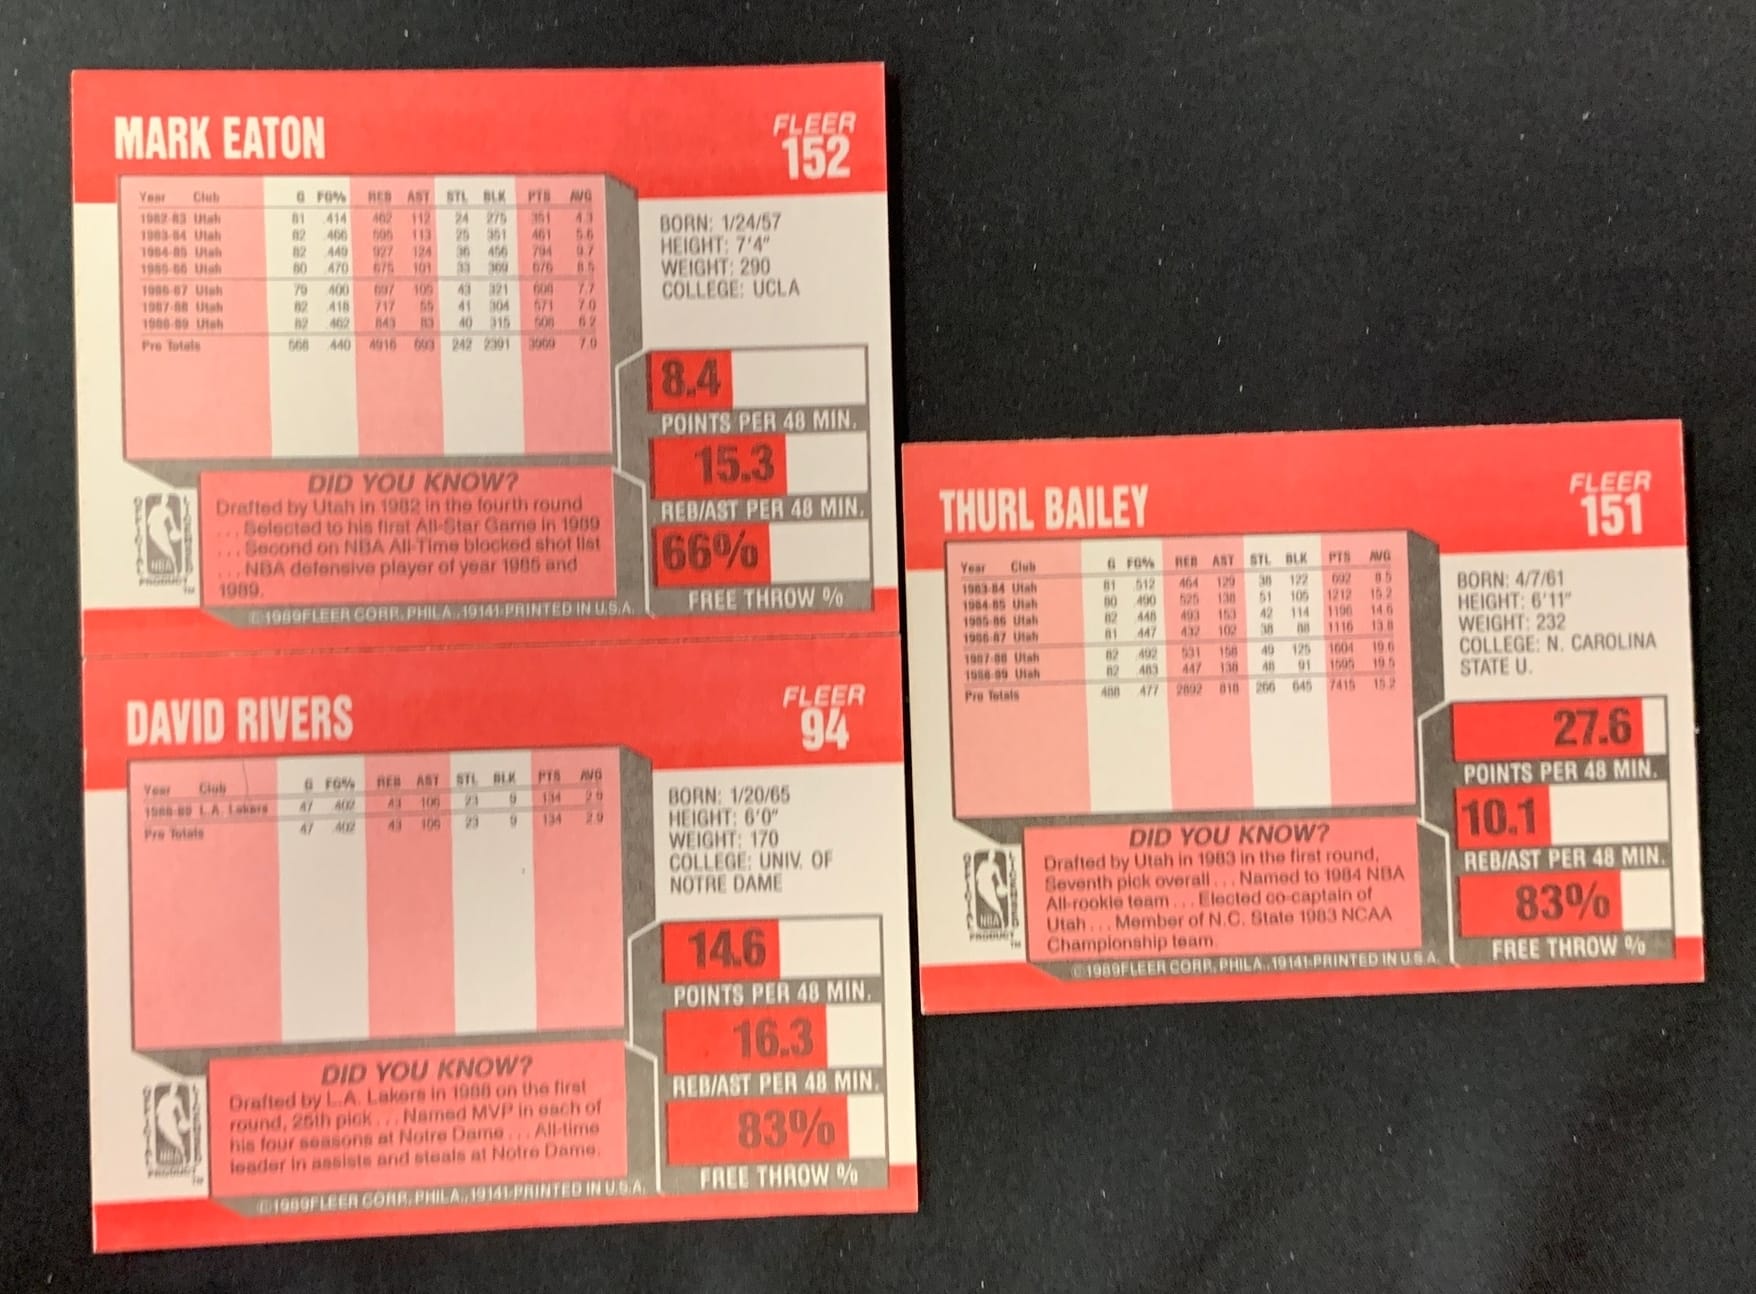 MARK EATON
FLEER
152
Year Club G FG% REB AST STL BLK PTS AVG
1982-83 Utah 81 .414 462 112 24 275 351 4.3
1983-84 Utah 82 .466 595 113 25 351 461 5.6
1984-85 Utah 82 .449 927 124 36 456 794 9.7
1985-86 Utah 80 .470 675 101 33 369 676 8.5
1986-87 Utah 79 .400 697 105 43 321 608 7.7
1987-88 Utah 82 .418 717 55 41 304 571 7.0
1988-89 Utah 82 .462 843 83 40 315 508 6.2
Pro Totals 568 .440 4916 693 242 2391 3969 7.0
BORN: 1/24/57
HEIGHT: 7'4"
WEIGHT: 290
COLLEGE: UCLA
8.4
POINTS PER 48 MIN.
15.3
REB/AST PER 48 MIN.
66%
FREE THROW %
DID YOU KNOW?
Drafted by Utah in 1982 in the fourth round
... Selected to his first All-Star Game in 1989
... Second on NBA All-Time blocked shot list
... NBA defensive player of year 1985 and
1989.
OFFICIAL
LICENSED
NBA
PRODUCT
TM
© 1989 FLEER CORP., PHILA., 19141-PRINTED IN U.S.A.
DAVID RIVERS
FLEER
94
Year Club G FG% REB AST STL BLK PTS AVG
1988-89 L.A. Lakers 47 .402 43 106 23 9 134 2.9
Pro Totals 47 .402 43 106 23 9 134 2.9
BORN: 1/20/65
HEIGHT: 6'0"
WEIGHT: 170
COLLEGE: UNIV. OF
NOTRE DAME
14.6
POINTS PER 48 MIN.
16.3
REB/AST PER 48 MIN.
83%
FREE THROW %
DID YOU KNOW?
Drafted by L.A. Lakers in 1988 on the first
round, 25th pick ... Named MVP in each of
his four seasons at Notre Dame ... All-time
leader in assists and steals at Notre Dame.
OFFICIAL
LICENSED
NBA
PRODUCT
TM
© 1989 FLEER CORP., PHILA., 19141-PRINTED IN U.S.A.
THURL BAILEY
FLEER
151
Year Club G FG% REB AST STL BLK PTS AVG
1983-84 Utah 81 .512 464 129 38 122 692 8.5
1984-85 Utah 80 .490 525 138 51 105 1212 15.2
1985-86 Utah 82 .448 493 153 42 114 1196 14.6
1986-87 Utah 81 .447 432 102 38 88 1116 13.8
1987-88 Utah 82 .492 531 158 49 125 1604 19.6
1988-89 Utah 82 .483 447 138 48 91 1595 19.5
Pro Totals 488 .477 2892 818 266 645 7415 15.2
BORN: 4/7/61
HEIGHT: 6'11"
WEIGHT: 232
COLLEGE: N. CAROLINA
STATE U.
27.6
POINTS PER 48 MIN.
10.1
REB/AST PER 48 MIN.
83%
FREE THROW %
DID YOU KNOW?
Drafted by Utah in 1983 in the first round,
Seventh pick overall ... Named to 1984 NBA
All-rookie team ... Elected co-captain of
Utah ... Member of N.C. State 1983 NCAA
Championship team.
OFFICIAL
LICENSED
NBA
PRODUCT
TM
© 1989 FLEER CORP., PHILA., 19141-PRINTED IN U.S.A.